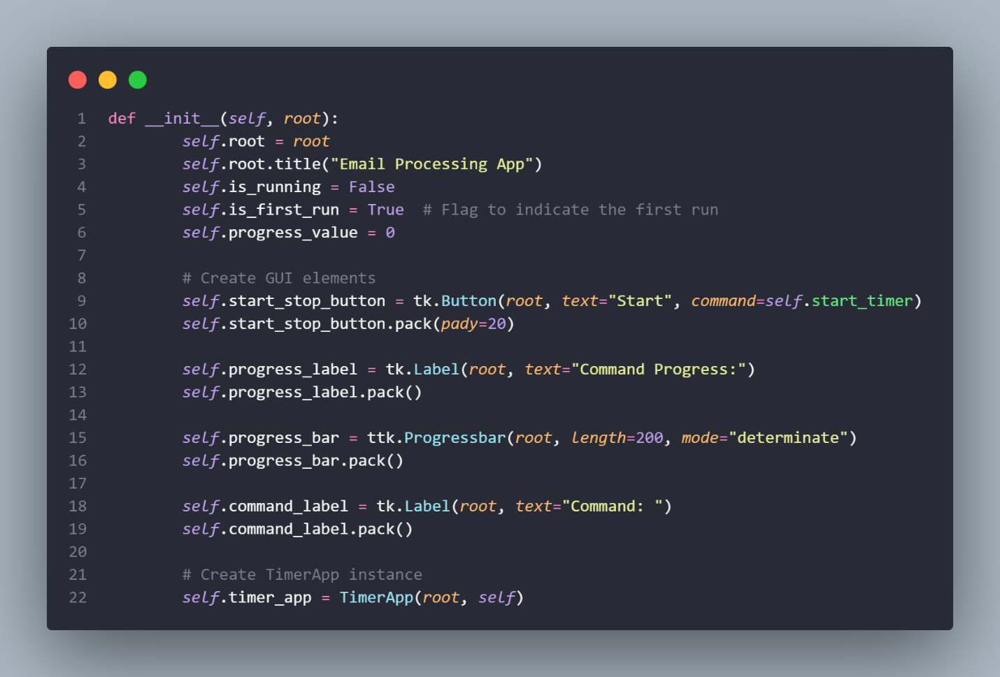 1 def __init__(self, root):
2         self.root = root
3         self.root.title("Email Processing App")
4         self.is_running = False
5         self.is_first_run = True  # Flag to indicate the first run
6         self.progress_value = 0
7
8         # Create GUI elements
9         self.start_stop_button = tk.Button(root, text="Start", command=self.start_timer)
10         self.start_stop_button.pack(pady=20)
11
12         self.progress_label = tk.Label(root, text="Command Progress:")
13         self.progress_label.pack()
14
15         self.progress_bar = ttk.Progressbar(root, length=200, mode="determinate")
16         self.progress_bar.pack()
17
18         self.command_label = tk.Label(root, text="Command: ")
19         self.command_label.pack()
20
21         # Create TimerApp instance
22         self.timer_app = TimerApp(root, self)